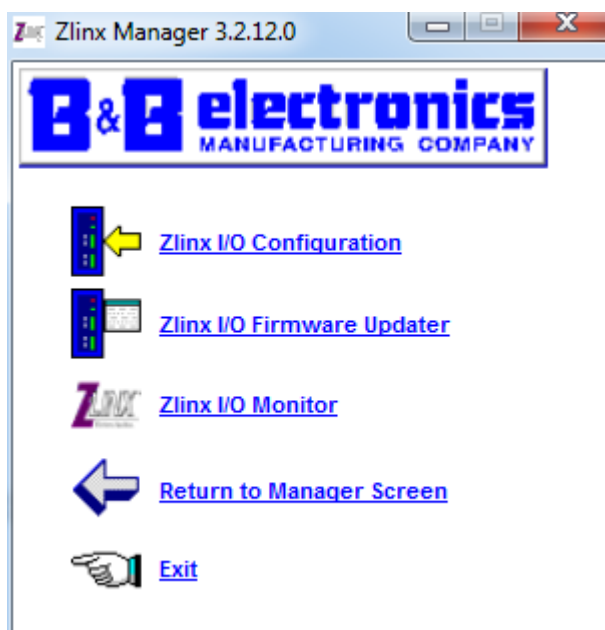 Zlinx Manager 3.2.12.0
B&B electronics
MANUFACTURING COMPANY
Zlinx I/O Configuration
Zlinx I/O Firmware Updater
ZLINX
Zlinx I/O Monitor
Return to Manager Screen
Exit